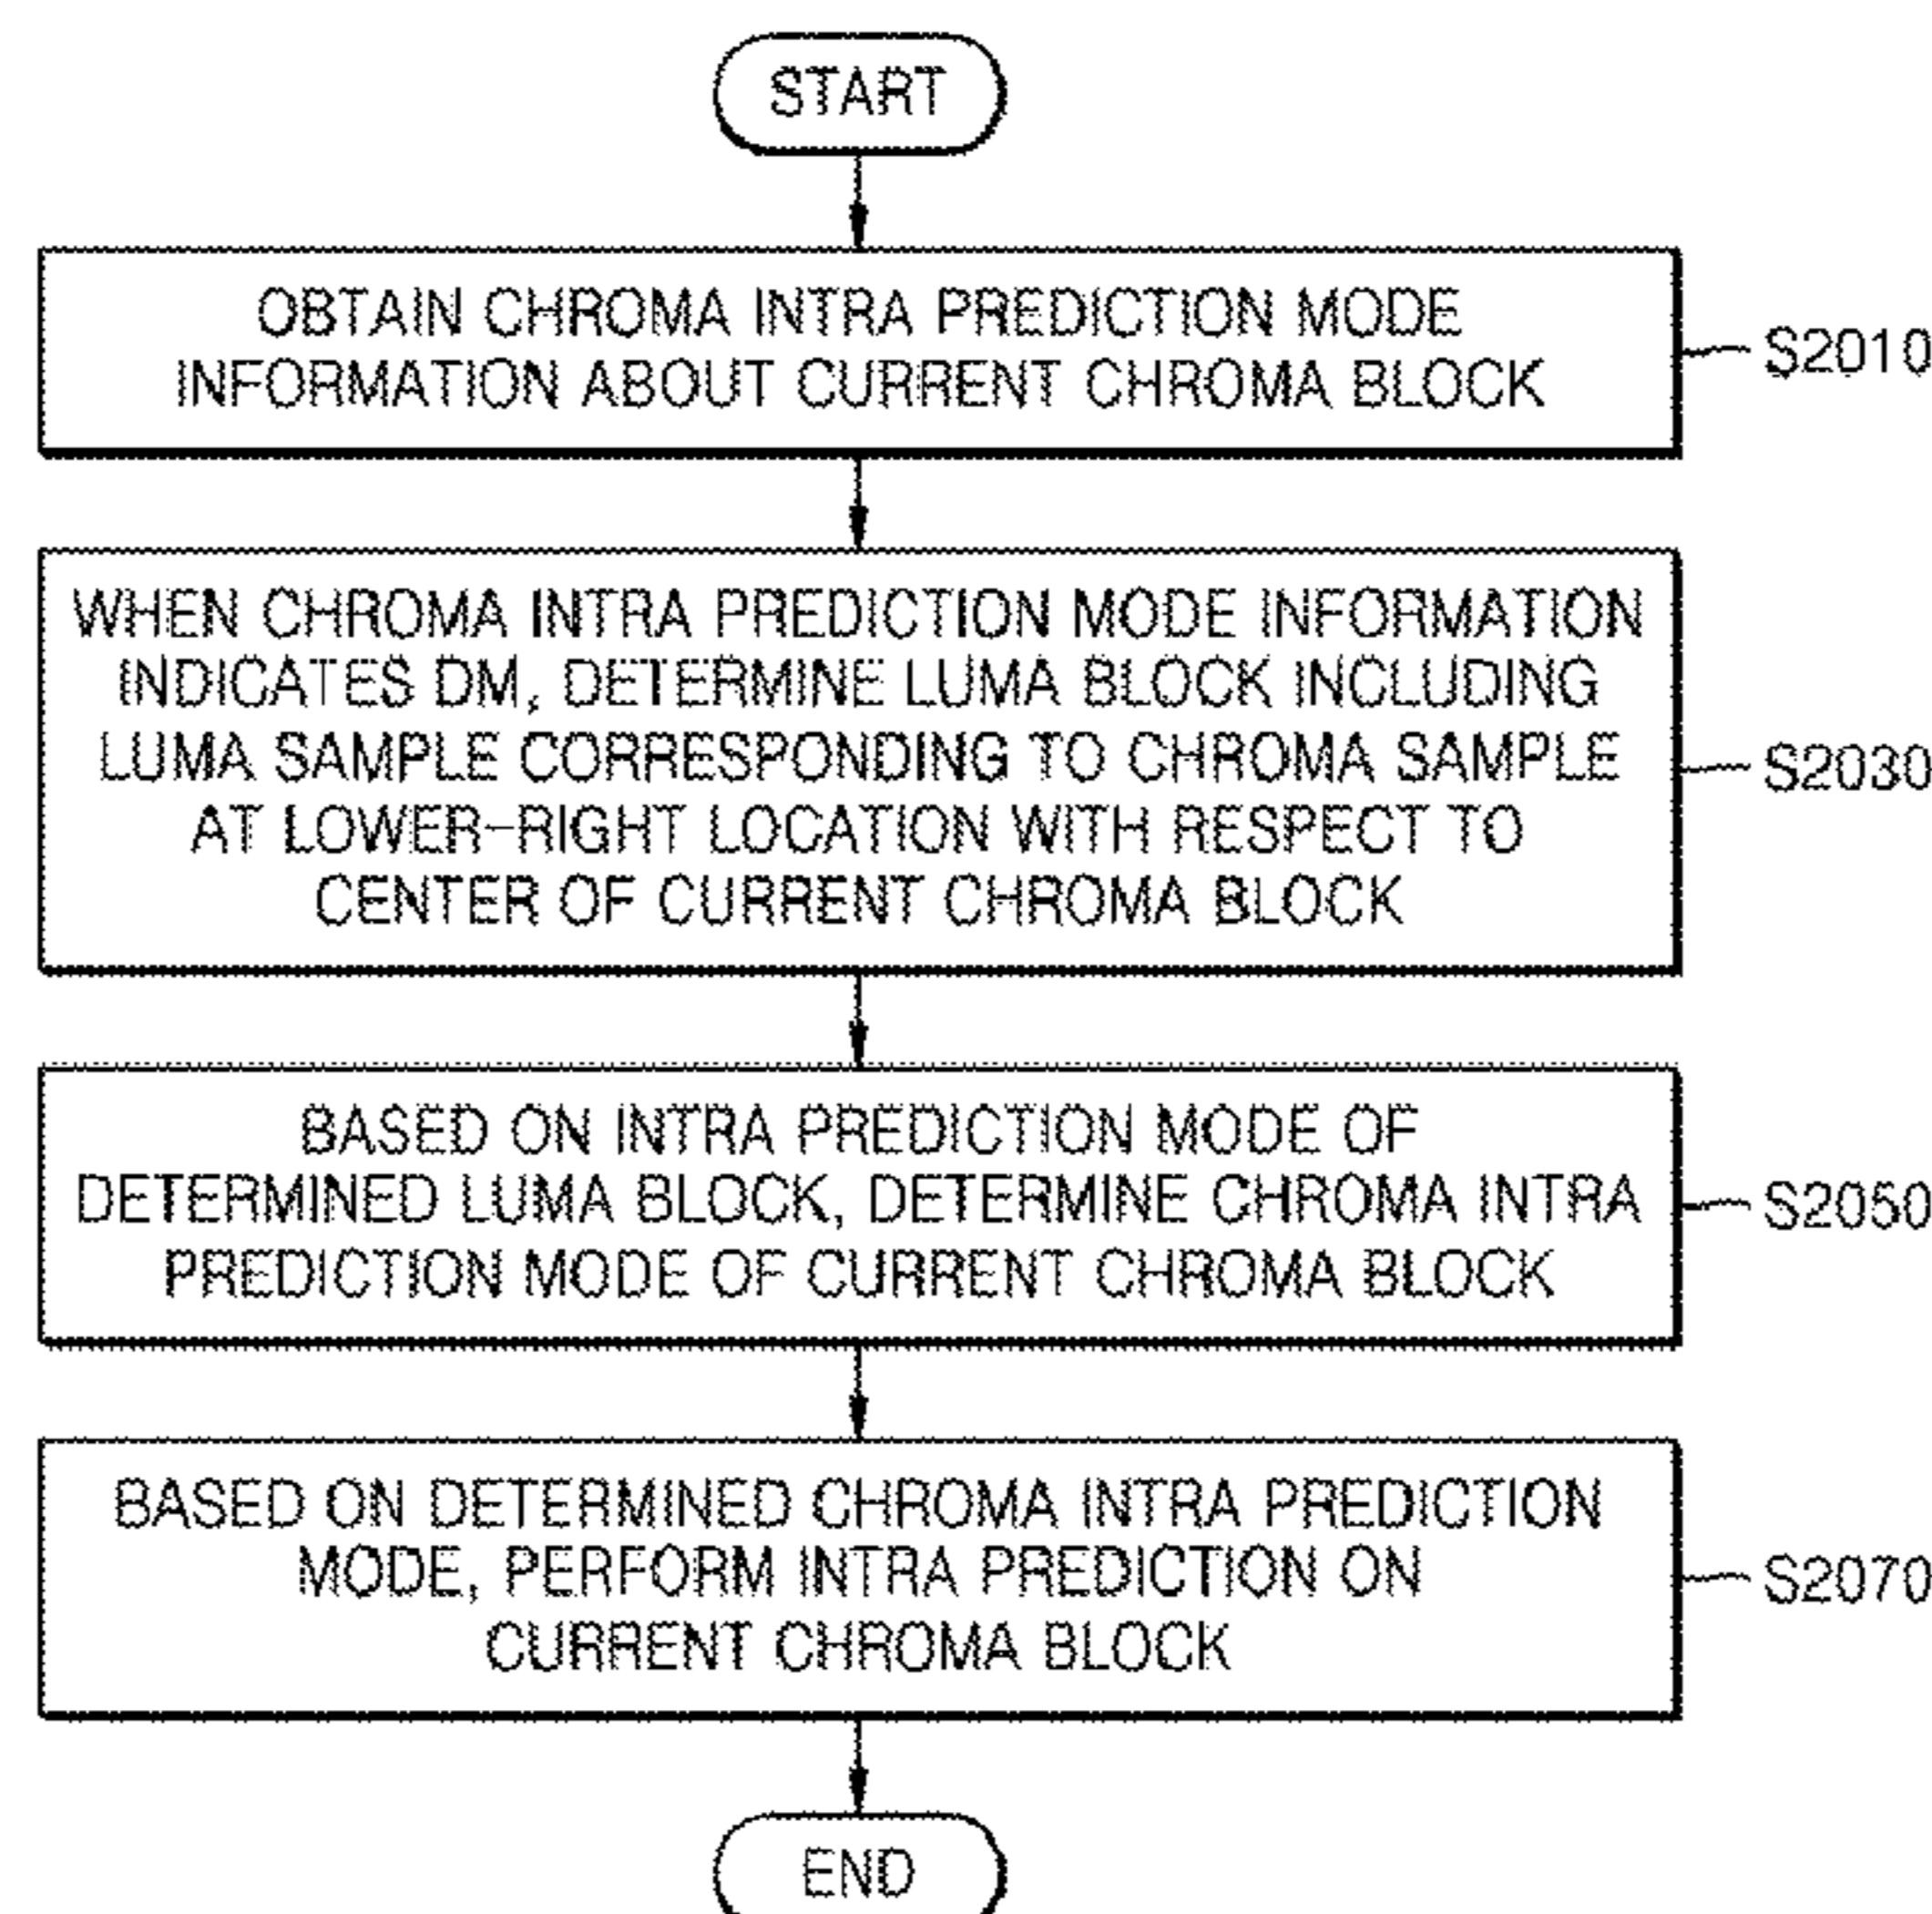 START
OBTAIN CHROMA INTRA PREDICTION MODE
INFORMATION ABOUT CURRENT CHROMA BLOCK
S2010
WHEN CHROMA INTRA PREDICTION MODE INFORMATION
INDICATES DM, DETERMINE LUMA BLOCK INCLUDING
LUMA SAMPLE CORRESPONDING TO CHROMA SAMPLE
AT LOWER-RIGHT LOCATION WITH RESPECT TO
CENTER OF CURRENT CHROMA BLOCK
S2030
BASED ON INTRA PREDICTION MODE OF
DETERMINED LUMA BLOCK, DETERMINE CHROMA INTRA
PREDICTION MODE OF CURRENT CHROMA BLOCK
S2050
BASED ON DETERMINED CHROMA INTRA PREDICTION
MODE, PERFORM INTRA PREDICTION ON
CURRENT CHROMA BLOCK
S2070
END